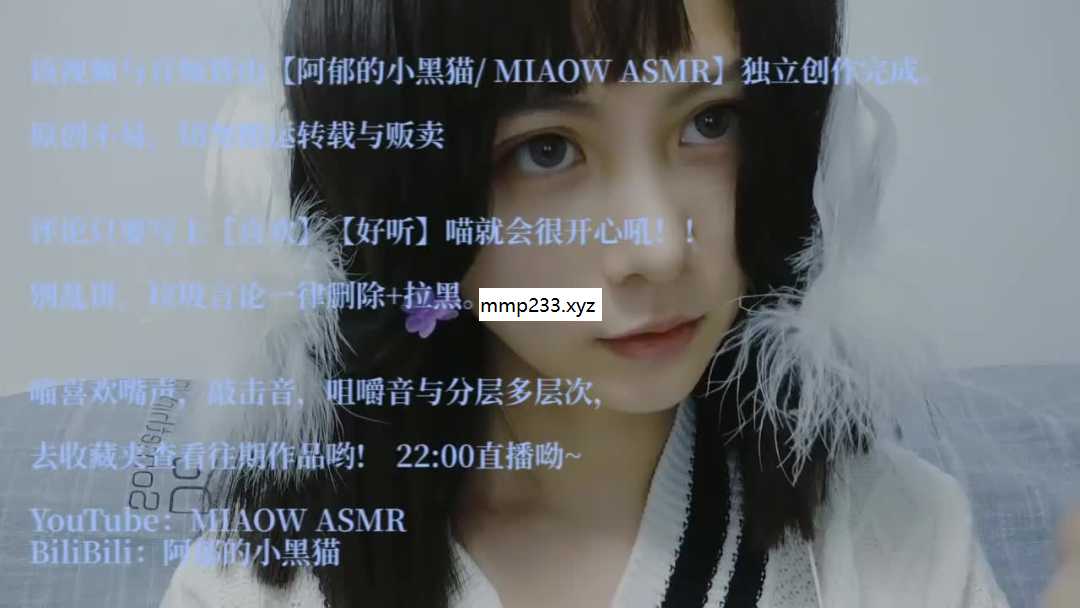 该视频与音频皆由【阿郁的小黑猫/ MIAOW ASMR】独立创作完成。
原创不易,切勿搬运转载与贩卖
评论只要写上【喜欢】【好听】喵就会很开心吼!!
别乱讲,垃圾言论一律删除+拉黑。
mmp233.xyz
喵喜欢嘴声,敲击音,咀嚼音与分层多层次,
去收藏夹查看往期作品哟! 22:00直播呦~
YouTube:MIAOW ASMR
BiliBili:阿郁的小黑猫